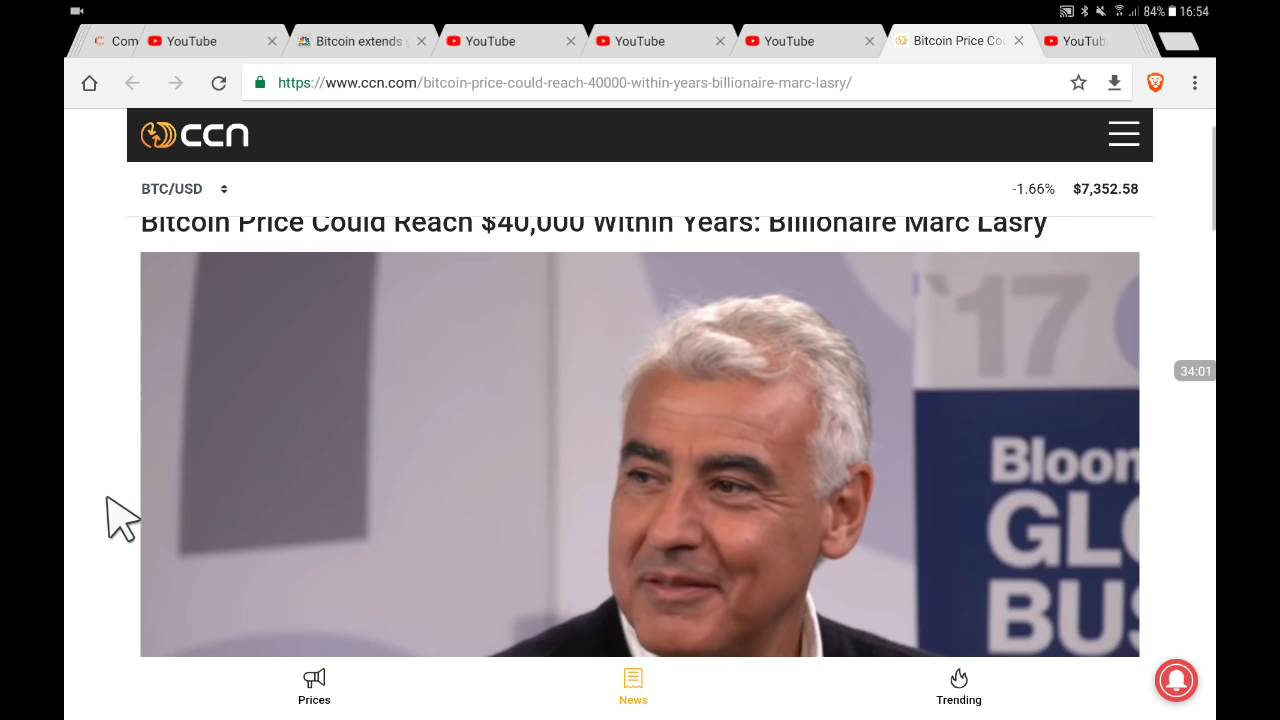 84% 16:54
Com
YouTube
Bitcoin extends g
YouTube
YouTube
YouTube
Bitcoin Price Co
YouTub
https://www.ccn.com/bitcoin-price-could-reach-40000-within-years-billionaire-marc-lasry/
ccn
BTC/USD
-1.66% $7,352.58
Bitcoin Price Could Reach $40,000 Within Years: Billionaire Marc Lasry
'17
Bloom
GLO
BUS
34:01
Prices
News
Trending